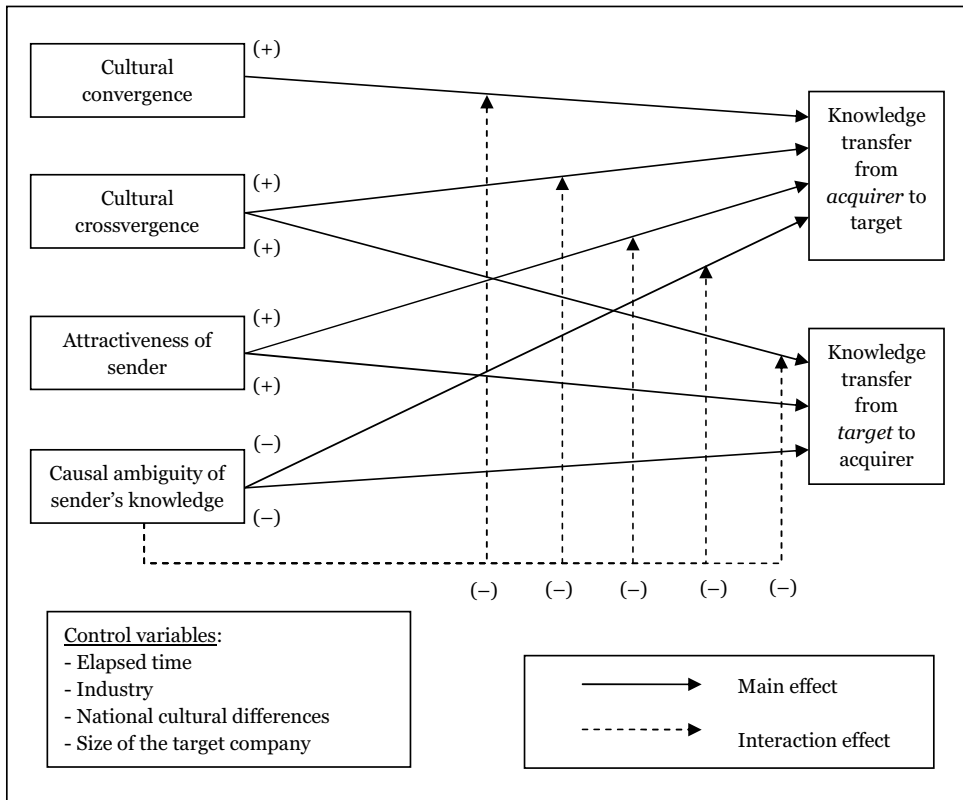 (+)
Cultural
convergence
Knowledge
transfer
from
acquirer to
target
(+)
Cultural
crossvergence
(+)
(+)
Attractiveness of
sender
(+)
Knowledge
transfer
from
target to
acquirer
(–)
Causal ambiguity of
sender's knowledge
(–)
(–)
(–)
(–)
(–)
(–)
Control variables:
- Elapsed time
- Industry
- National cultural differences
- Size of the target company
Main effect
Interaction effect